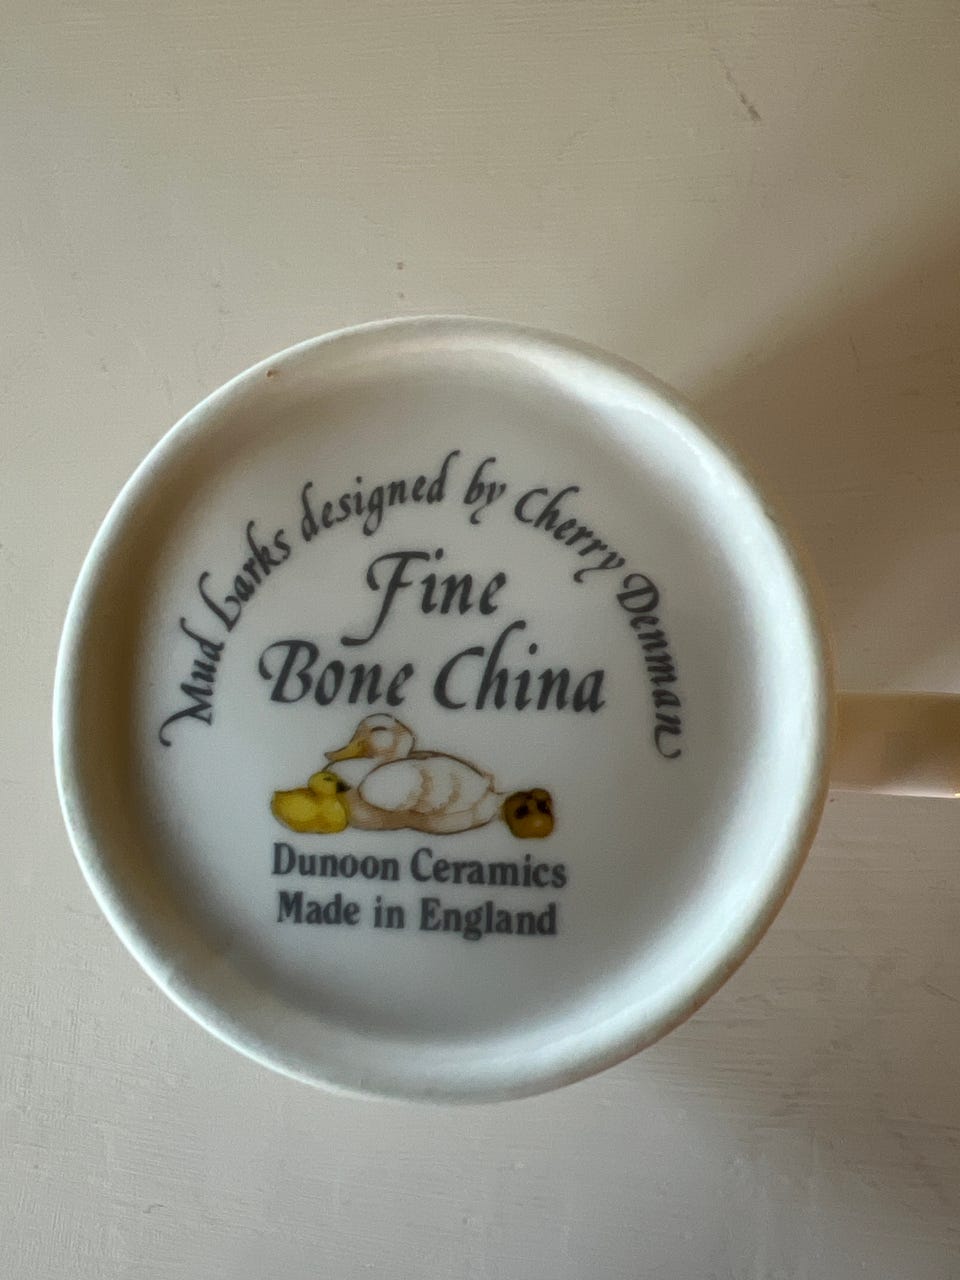 Mud Larks designed by Cherry Denman
Fine
Bone China
Dunoon Ceramics
Made in England